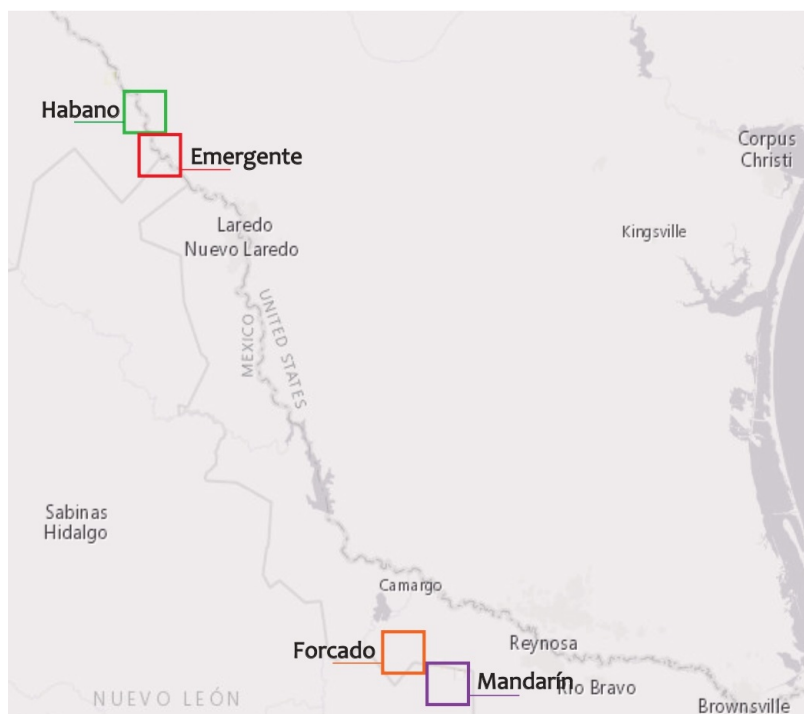 Habano
Emergente
Corpus
Christi
Laredo
Nuevo Laredo
Kingsville
MEXICO
UNITED STATES
Sabinas
Hidalgo
Camargo
Forcado
Reynosa
Mandarín
Río Bravo
NUEVO LEÓN
Brownsville